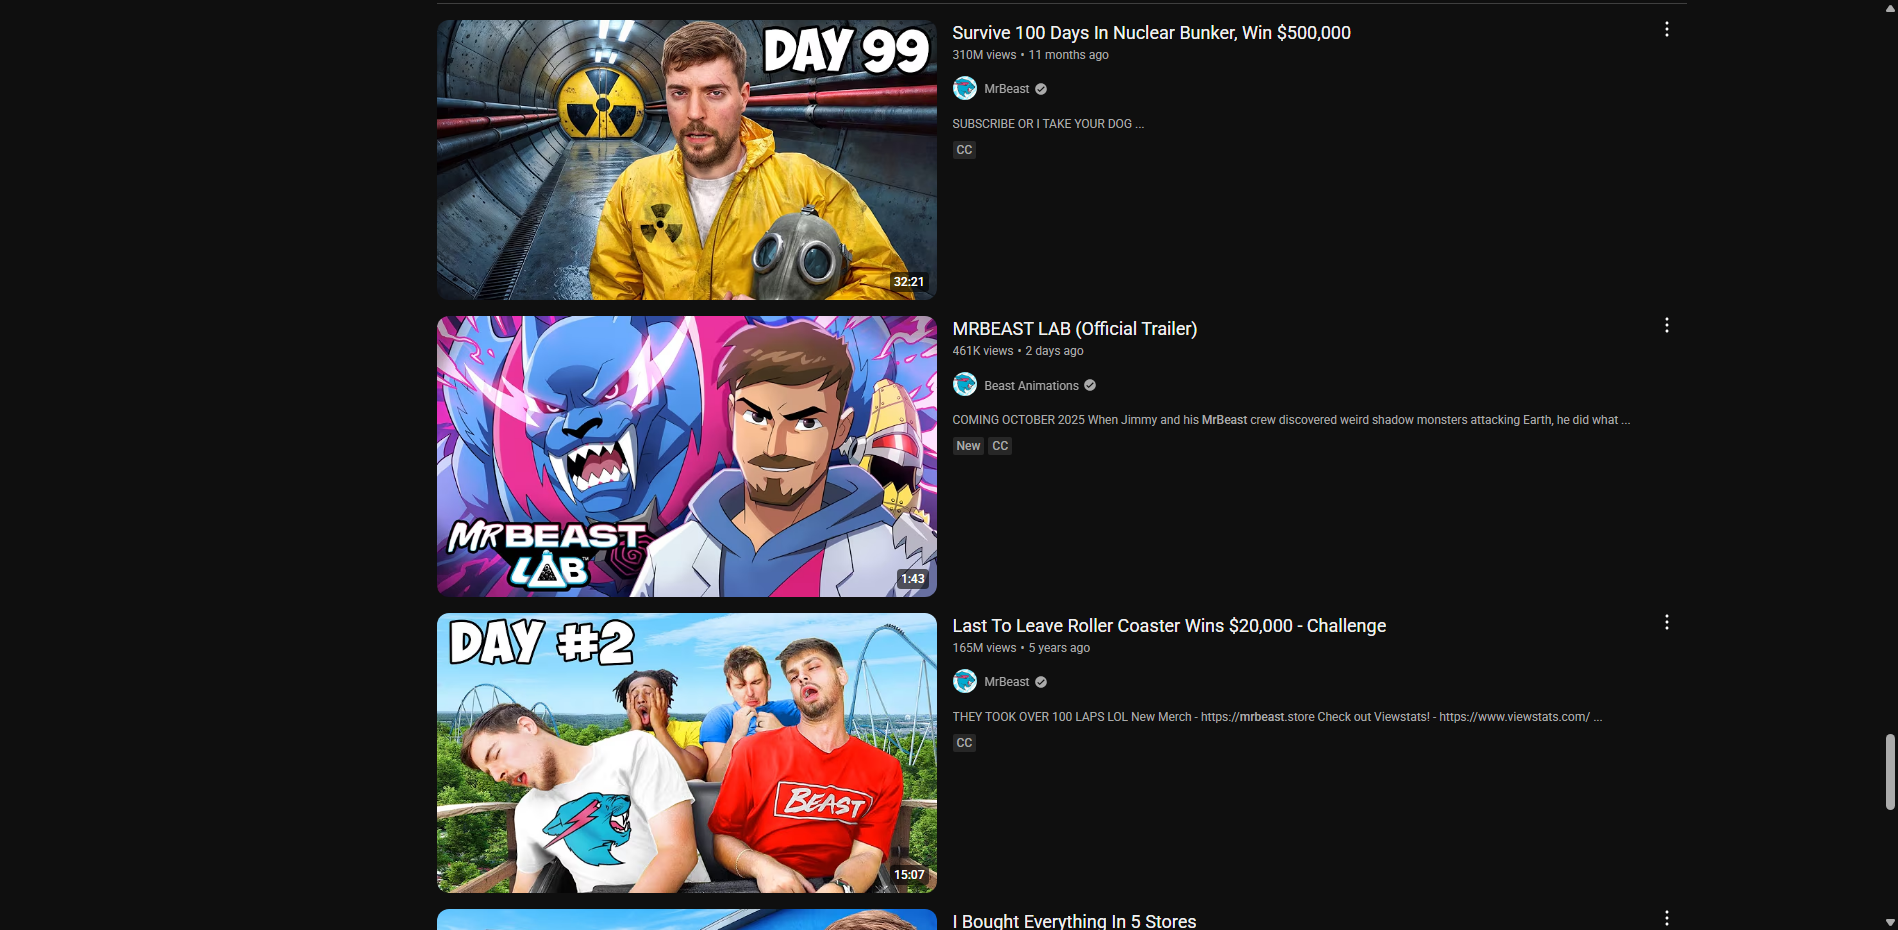 DAY 99
32:21
Survive 100 Days In Nuclear Bunker, Win $500,000
310M views • 11 months ago
MrBeast
SUBSCRIBE OR I TAKE YOUR DOG ...
CC
MRBEAST
LAB
™
1:43
MRBEAST LAB (Official Trailer)
461K views • 2 days ago
Beast Animations
COMING OCTOBER 2025 When Jimmy and his MrBeast crew discovered weird shadow monsters attacking Earth, he did what ...
New CC
DAY #2
BEAST
15:07
Last To Leave Roller Coaster Wins $20,000 - Challenge
165M views • 5 years ago
MrBeast
THEY TOOK OVER 100 LAPS LOL New Merch - https://mrbeast.store Check out Viewstats! - https://www.viewstats.com/ ...
CC
I Bought Everything In 5 Stores